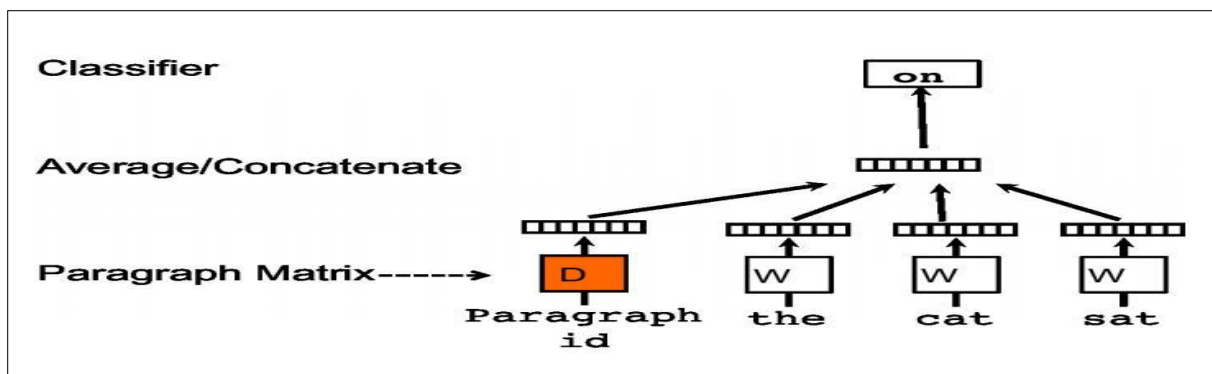 Classifier
on
Average/Concatenate
Paragraph Matrix
D
W
W
W
Paragraph
id
the
cat
sat